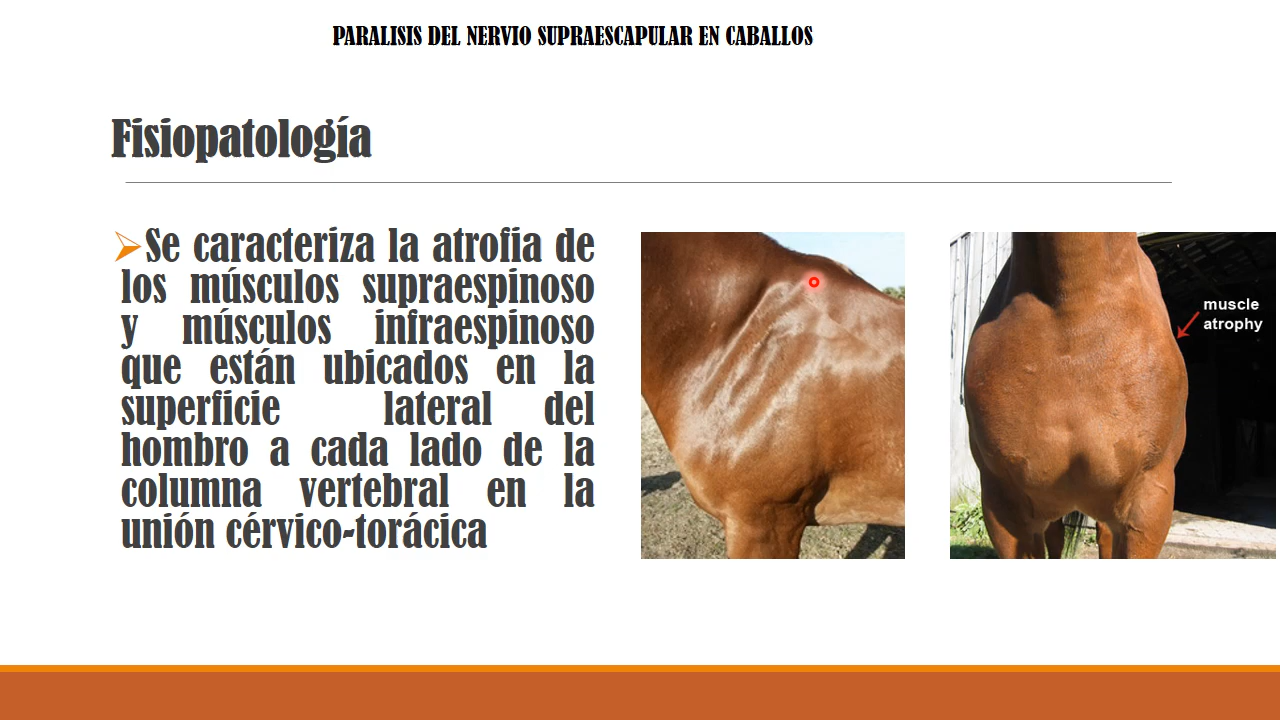 PARALISIS DEL NERVIO SUPRAESCAPULAR EN CABALLOS
Fisiopatología
Se caracteriza la atrofia de
los músculos supraespinoso
y músculos infraespinoso
que están ubicados en la
superficie lateral del
hombro a cada lado de la
columna vertebral en la
unión cérvico-torácica
muscle
atrophy